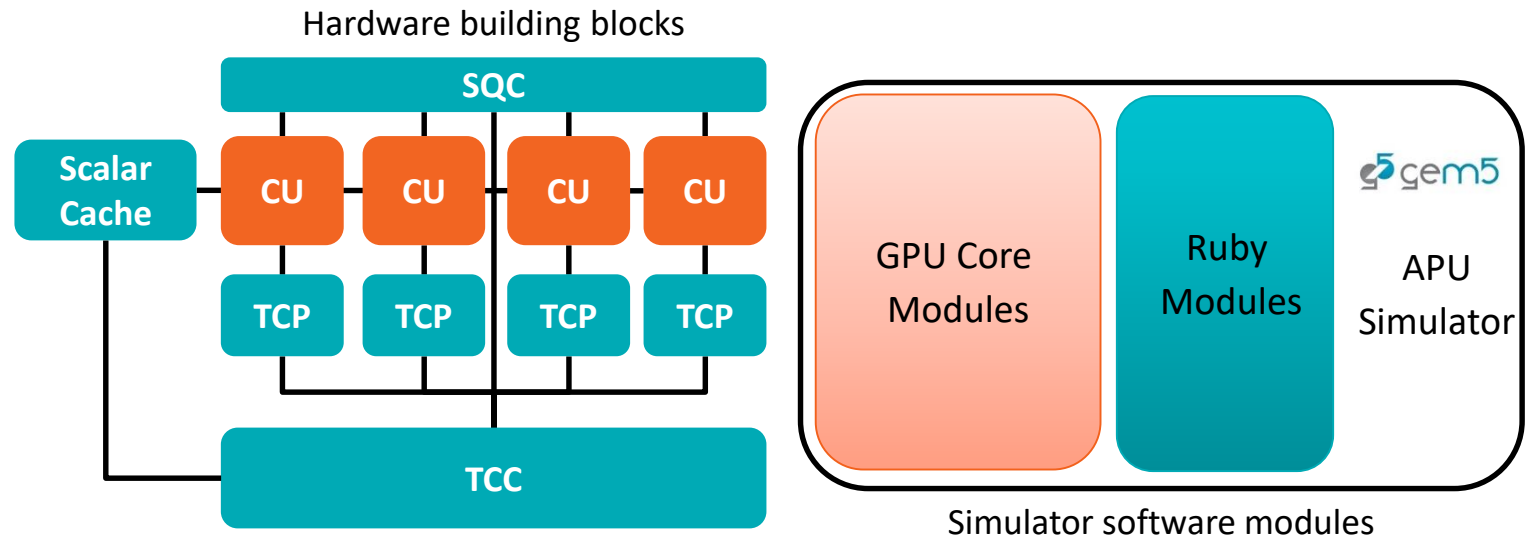 Hardware building blocks
SQC
Scalar
Cache
CU
CU
CU
CU
TCP
TCP
TCP
TCP
TCC
GPU Core
Modules
Ruby
Modules
gem5
APU
Simulator
Simulator software modules